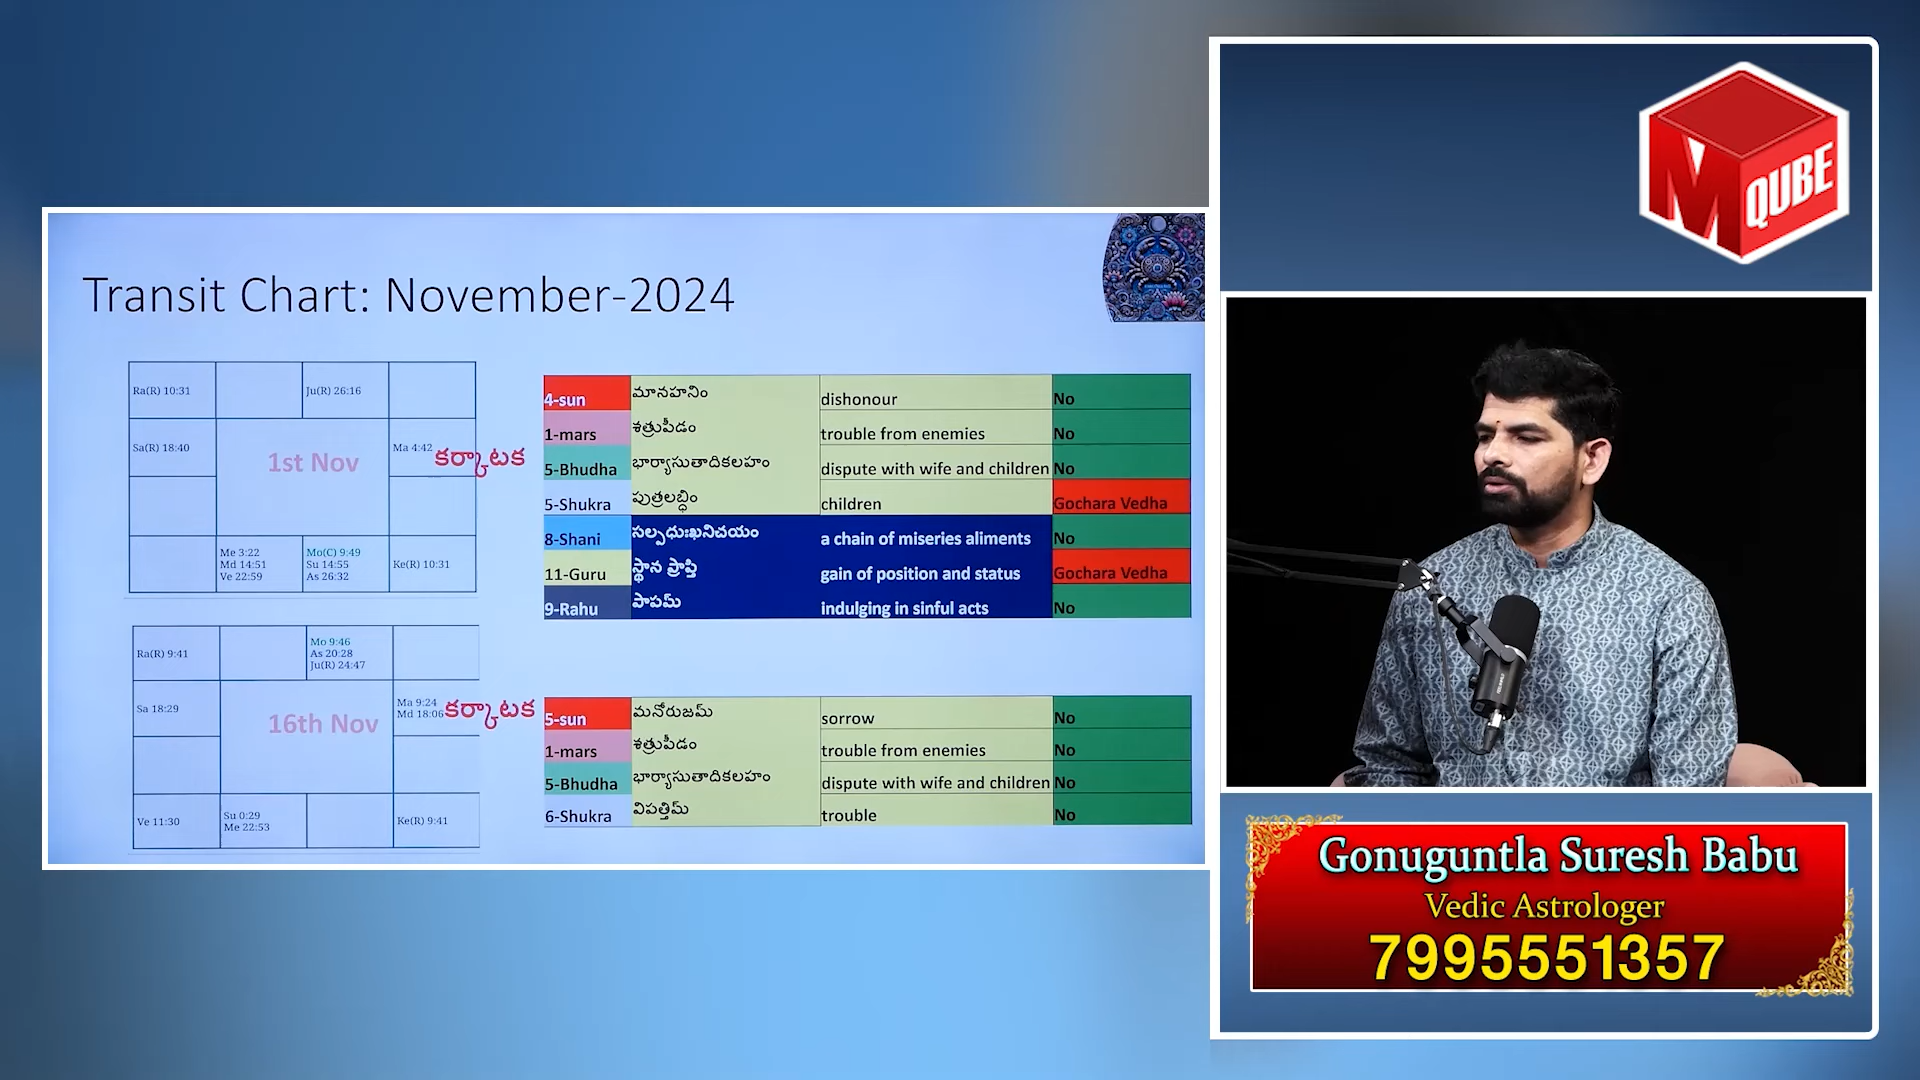 M QUBE
Transit Chart: November-2024
Ra(R) 10:31
Ju(R) 26:16
Sa(R) 18:40
1st Nov
Ma 4:42
కర్కాటక
Me 3:22
Md 14:51
Ve 22:59
Mo(C) 9:49
Su 14:55
As 26:32
Ke(R) 10:31
4-sun మానహనిం dishonour No
1-mars శత్రుపీడం trouble from enemies No
5-Bhudha భార్యాసుతాదికలహం dispute with wife and children No
5-Shukra పుత్రలబ్ధిం children Gochara Vedha
8-Shani సల్పధుఃఖనిచయం a chain of miseries aliments No
11-Guru స్థాన ప్రాప్తి gain of position and status Gochara Vedha
9-Rahu పాపమ్ indulging in sinful acts No
Ra(R) 9:41
Mo 9:46
As 20:28
Ju(R) 24:47
Sa 18:29
16th Nov
Ma 9:24
Md 18:06
కర్కాటక
Ve 11:30
Su 0:29
Me 22:53
Ke(R) 9:41
5-sun మనోరుజమ్ sorrow No
1-mars శత్రుపీడం trouble from enemies No
5-Bhudha భార్యాసుతాదికలహం dispute with wife and children No
6-Shukra విపత్తిమ్ trouble No
Gonuguntla Suresh Babu
Vedic Astrologer
7995551357